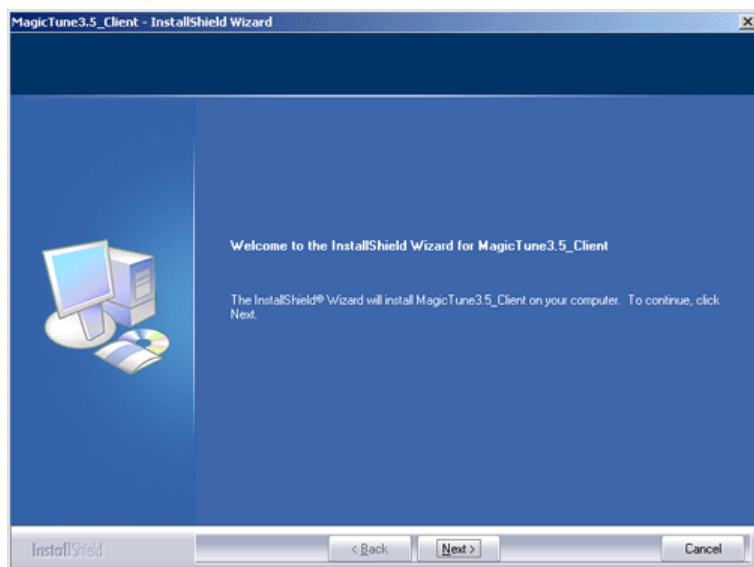 MagicTune3.5_Client - InstallShield Wizard
Welcome to the InstallShield Wizard for MagicTune3.5_Client
The InstallShield® Wizard will install MagicTune3.5_Client on your computer. To continue, click
Next.
InstallShield
< Back
Next >
Cancel